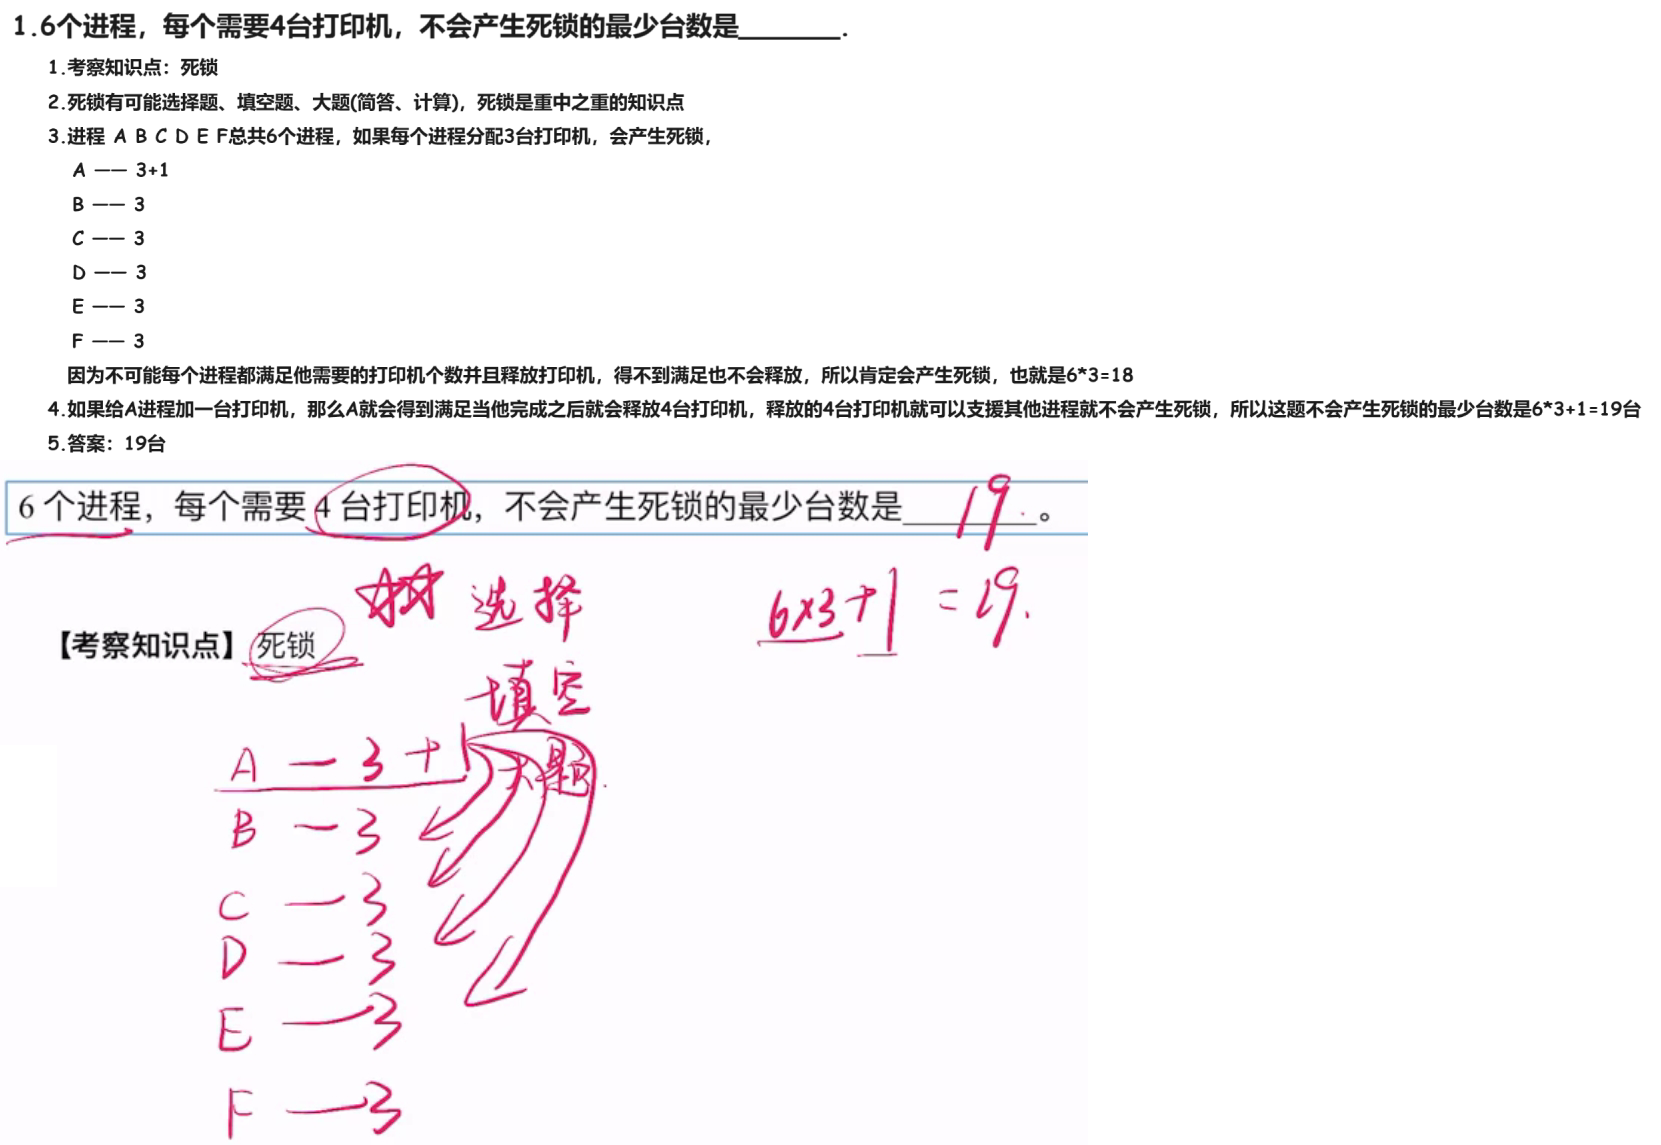 1.6个进程，每个需要4台打印机，不会产生死锁的最少台数是_______.
1.考察知识点：死锁
2.死锁有可能选择题、填空题、大题(简答、计算)，死锁是重中之重的知识点
3.进程 A B C D E F总共6个进程，如果每个进程分配3台打印机，会产生死锁，
A —— 3+1
B —— 3
C —— 3
D —— 3
E —— 3
F —— 3
因为不可能每个进程都满足他需要的打印机个数并且释放打印机，得不到满足也不会释放，所以肯定会产生死锁，也就是6*3=18
4.如果给A进程加一台打印机，那么A就会得到满足当他完成之后就会释放4台打印机，释放的4台打印机就可以支援其他进程就不会产生死锁，所以这题不会产生死锁的最少台数是6*3+1=19台
5.答案：19台
6 个进程，每个需要 4 台打印机，不会产生死锁的最少台数是 19 。
选择
6×3+1 =19.
【考察知识点】死锁
填空
大题
A — 3+1
B — 3
C — 3
D — 3
E — 3
F — 3